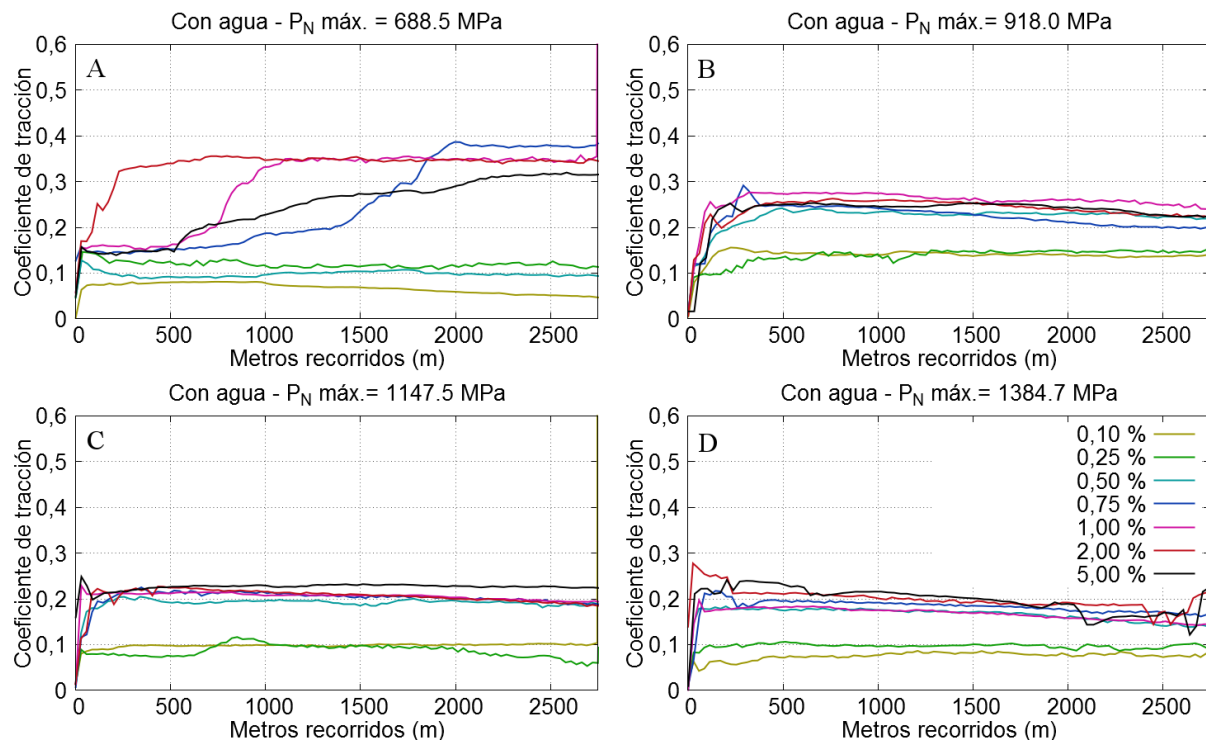 Con agua - PN máx. = 688.5 MPa
A
Coeficiente de tracción
0,6
0,5
0,4
0,3
0,2
0,1
0
0 500 1000 1500 2000 2500
Metros recorridos (m)
Con agua - PN máx. = 918.0 MPa
B
Coeficiente de tracción
0,6
0,5
0,4
0,3
0,2
0,1
0
0 500 1000 1500 2000 2500
Metros recorridos (m)
Con agua - PN máx.= 1147.5 MPa
C
Coeficiente de tracción
0,6
0,5
0,4
0,3
0,2
0,1
0
0 500 1000 1500 2000 2500
Metros recorridos (m)
Con agua - PN máx.= 1384.7 MPa
D
Coeficiente de tracción
0,6
0,5
0,4
0,3
0,2
0,1
0
0 500 1000 1500 2000 2500
Metros recorridos (m)
0,10 %
0,25 %
0,50 %
0,75 %
1,00 %
2,00 %
5,00 %